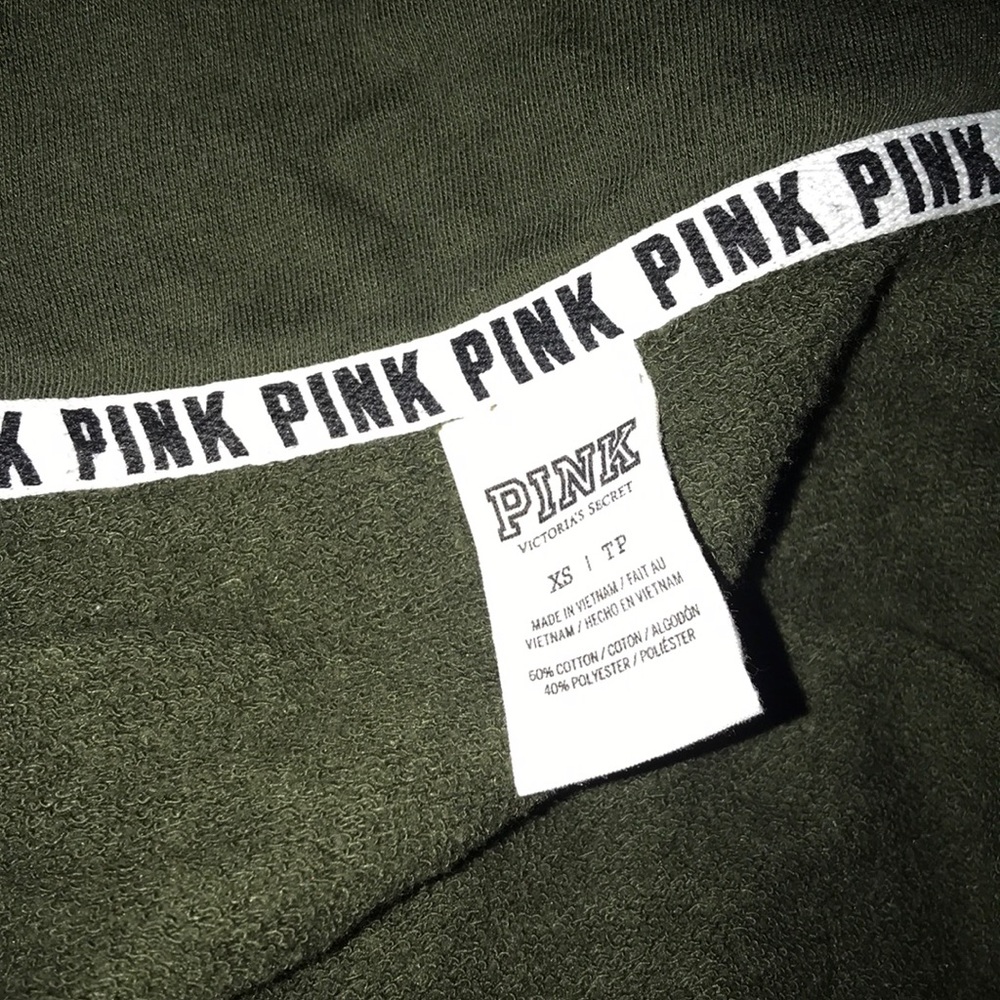 K PINK PINK PINK PINK PINK
PINK
VICTORIA'S SECRET
XS | TP
MADE IN VIETNAM / FAIT AU
VIETNAM / HECHO EN VIETNAM
60% COTTON / COTON / ALGODÓN
40% POLYESTER / POLIÉSTER